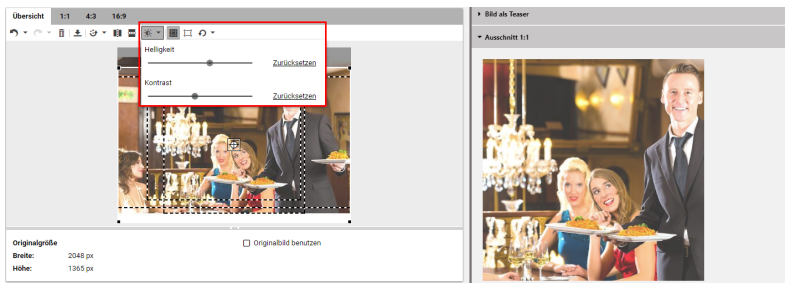 Übersicht 1:1 4:3 16:9
Helligkeit
Zurücksetzen
Kontrast
Zurücksetzen
Originalgröße
Breite: 2048 px
Höhe: 1365 px
Originalbild benutzen
Bild als Teaser
Ausschnitt 1:1